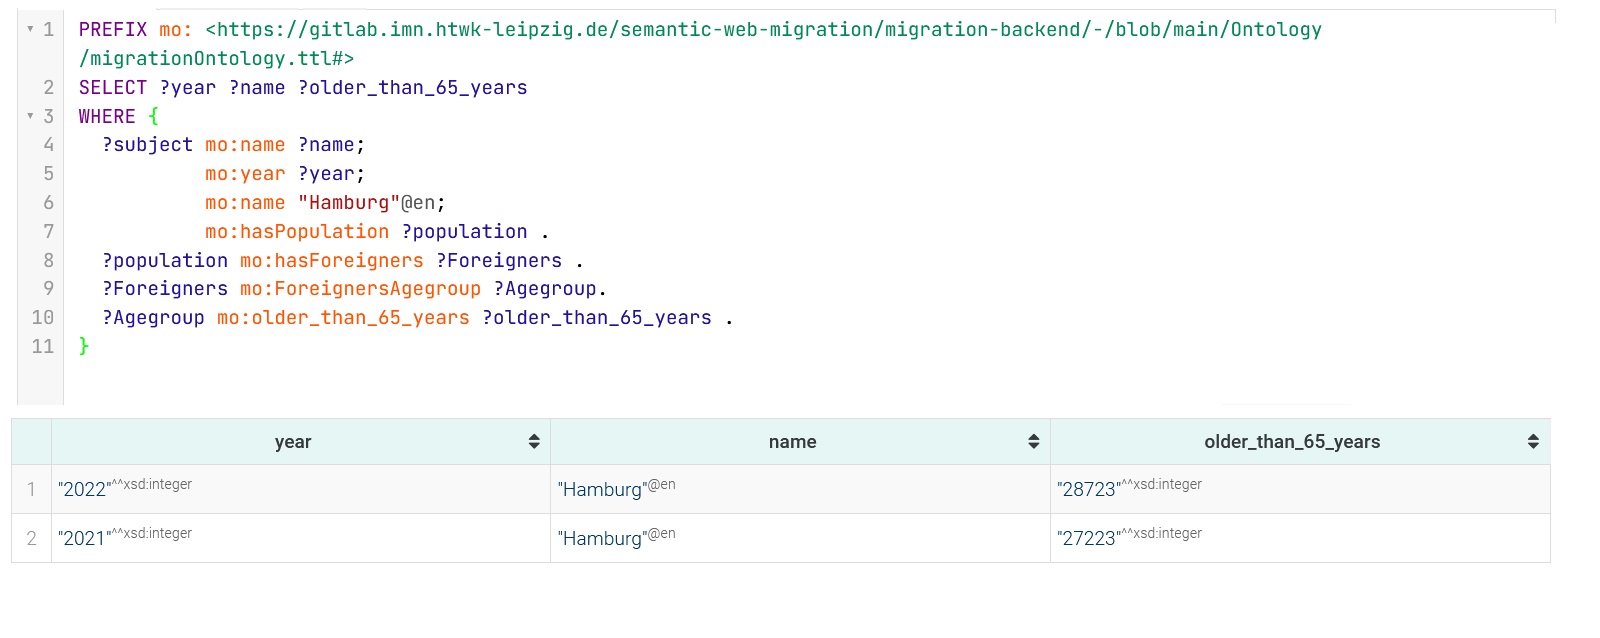 1 PREFIX mo: <https://gitlab.imn.htwk-leipzig.de/semantic-web-migration/migration-backend/-/blob/main/Ontology
/migrationOntology.ttl#>
2 SELECT ?year ?name ?older_than_65_years
3 WHERE {
4 ?subject mo:name ?name;
5 mo:year ?year;
6 mo:name "Hamburg"@en;
7 mo:hasPopulation ?population .
8 ?population mo:hasForeigners ?Foreigners .
9 ?Foreigners mo:ForeignersAgegroup ?Agegroup.
10 ?Agegroup mo:older_than_65_years ?older_than_65_years .
11 }
year name older_than_65_years
1 "2022"^^xsd:integer "Hamburg"@en "28723"^^xsd:integer
2 "2021"^^xsd:integer "Hamburg"@en "27223"^^xsd:integer